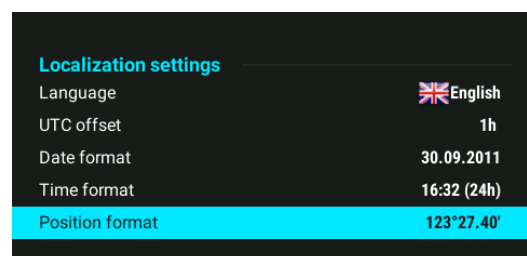 Localization settings
Language English
UTC offset 1h
Date format 30.09.2011
Time format 16:32 (24h)
Position format 123°27.40'